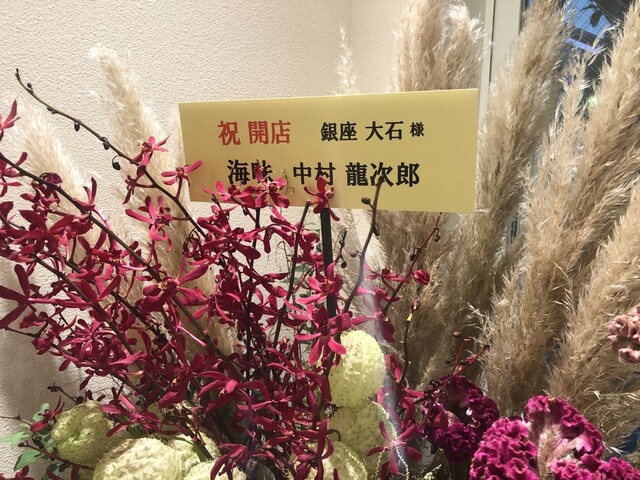 祝 開店 銀座 大石 様
海味 中村 龍次郎